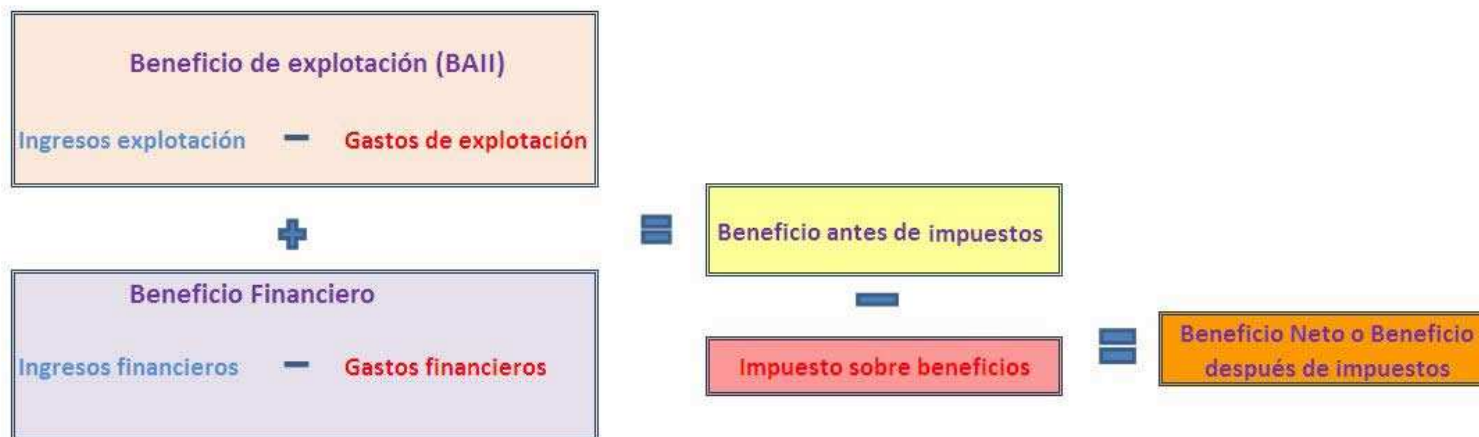 Beneficio de explotación (BAII)
Ingresos explotación − Gastos de explotación
+
Beneficio Financiero
Ingresos financieros − Gastos financieros
=
Beneficio antes de impuestos
−
Impuesto sobre beneficios
=
Beneficio Neto o Beneficio
después de impuestos